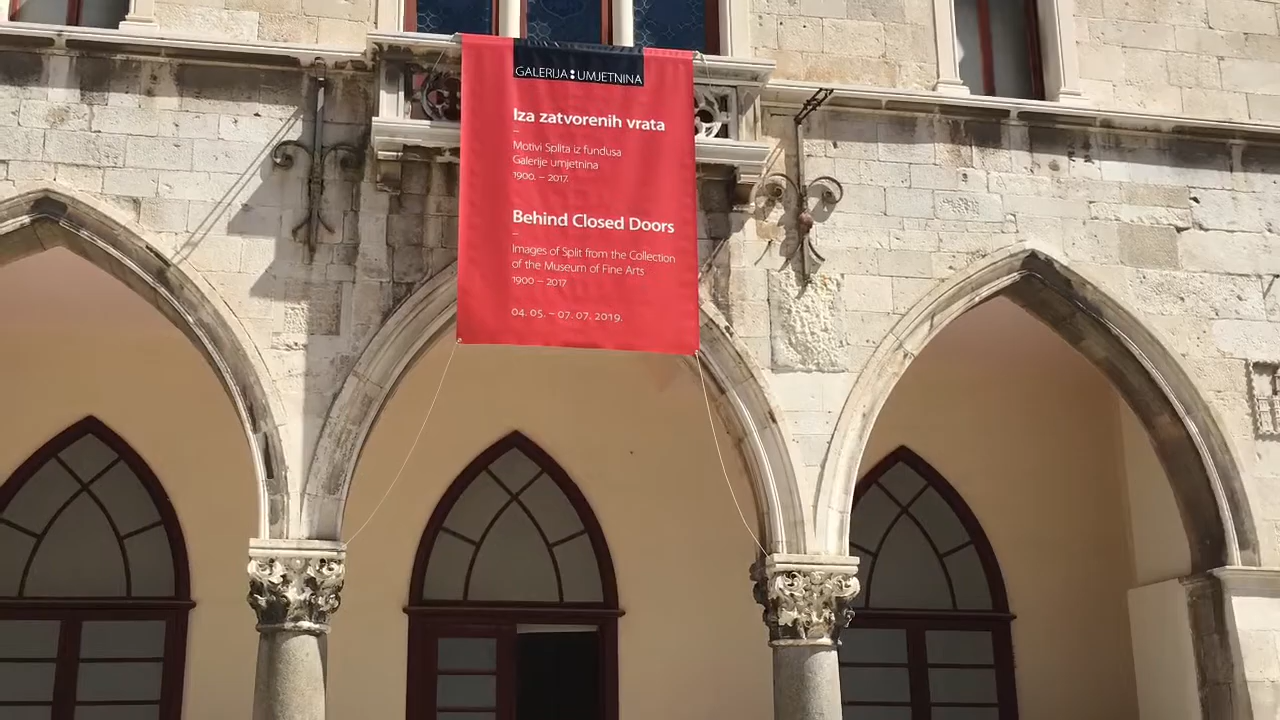 GALERIJA UMJETNINA
Iza zatvorenih vrata
Motivi Splita iz fundusa
Galerije umjetnina
1900. – 2017.
Behind Closed Doors
Images of Split from the Collection
of the Museum of Fine Arts
1900 – 2017
04. 05. – 07. 07. 2019.